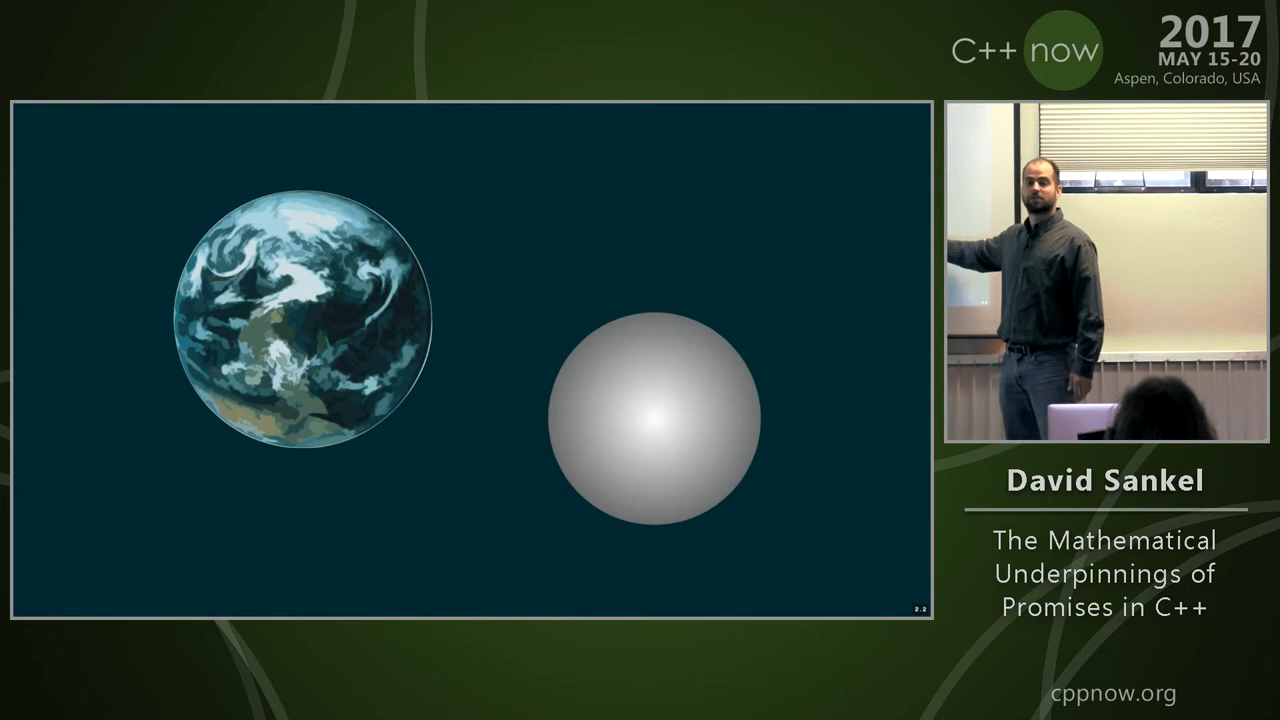 C++ now
2017
MAY 15-20
Aspen, Colorado, USA
2.2
David Sankel
The Mathematical
Underpinnings of
Promises in C++
cppnow.org